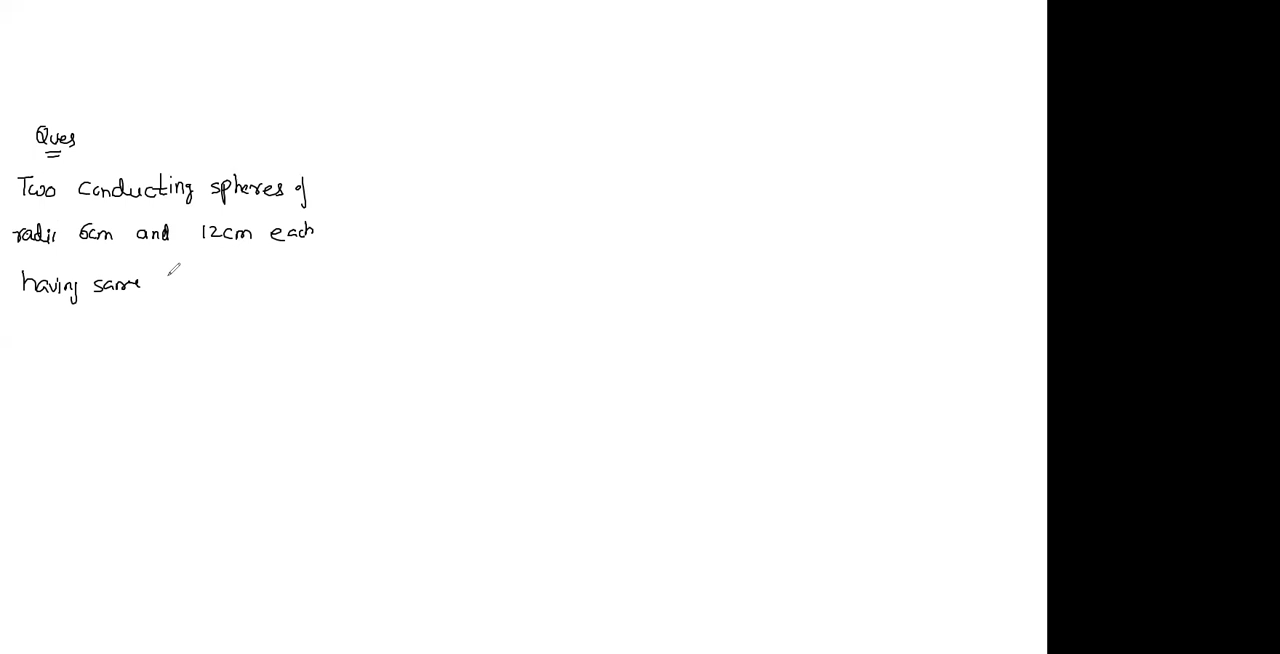 Ques
Two conducting spheres of
radii 6cm and 12cm each
having same